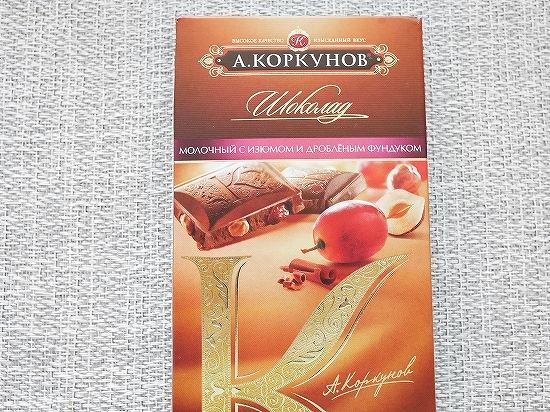 ВЫСОКОЕ КАЧЕСТВО К ИЗЫСКАННЫЙ ВКУС
А.КОРКУНОВ
Шоколад
МОЛОЧНЫЙ С ИЗЮМОМ И ДРОБЛЁНЫМ ФУНДУКОМ
К
А.Коркунов